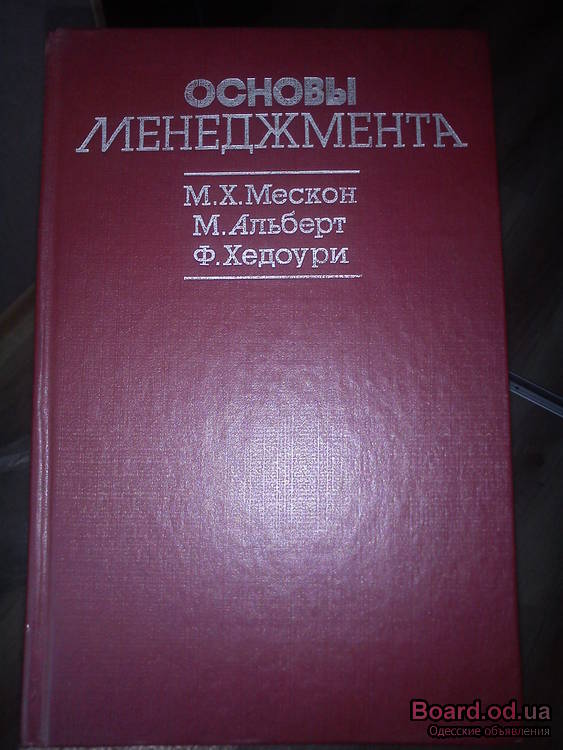 ОСНОВЫ
МЕНЕДЖМЕНТА
М.Х.Мескон
М.Альберт
Ф.Хедоури
Board.od.ua
Одесские объявления